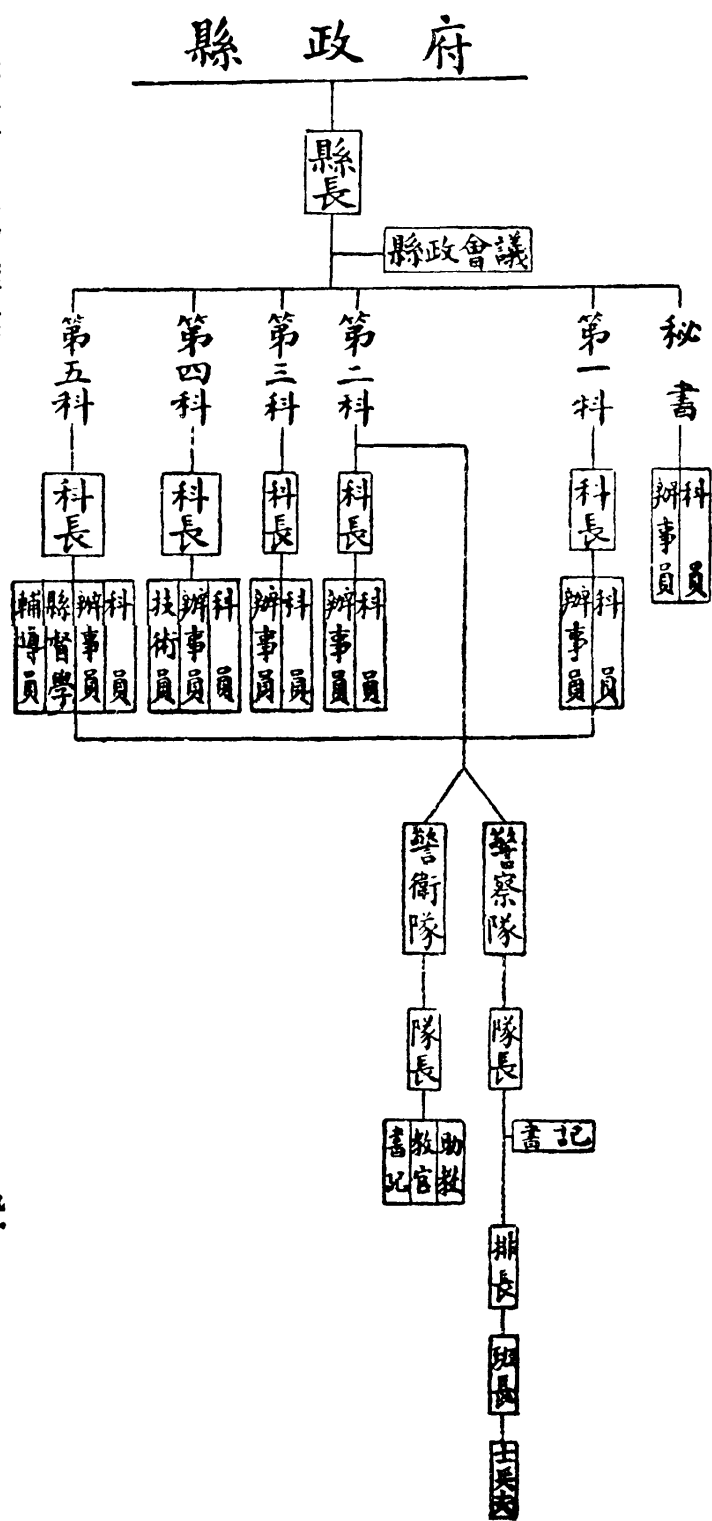 縣政府
縣長
縣政會議
秘書
科員
辦事員
第一科
科長
科員
辦事員
第二科
科長
科員
辦事員
第三科
科長
科員
辦事員
第四科
科長
科員
辦事員
技術員
第五科
科長
科員
辦事員
縣督學
輔導員
警察隊
隊長
書記
排長
班長
士兵夫
警衛隊
隊長
助教
教官
書記